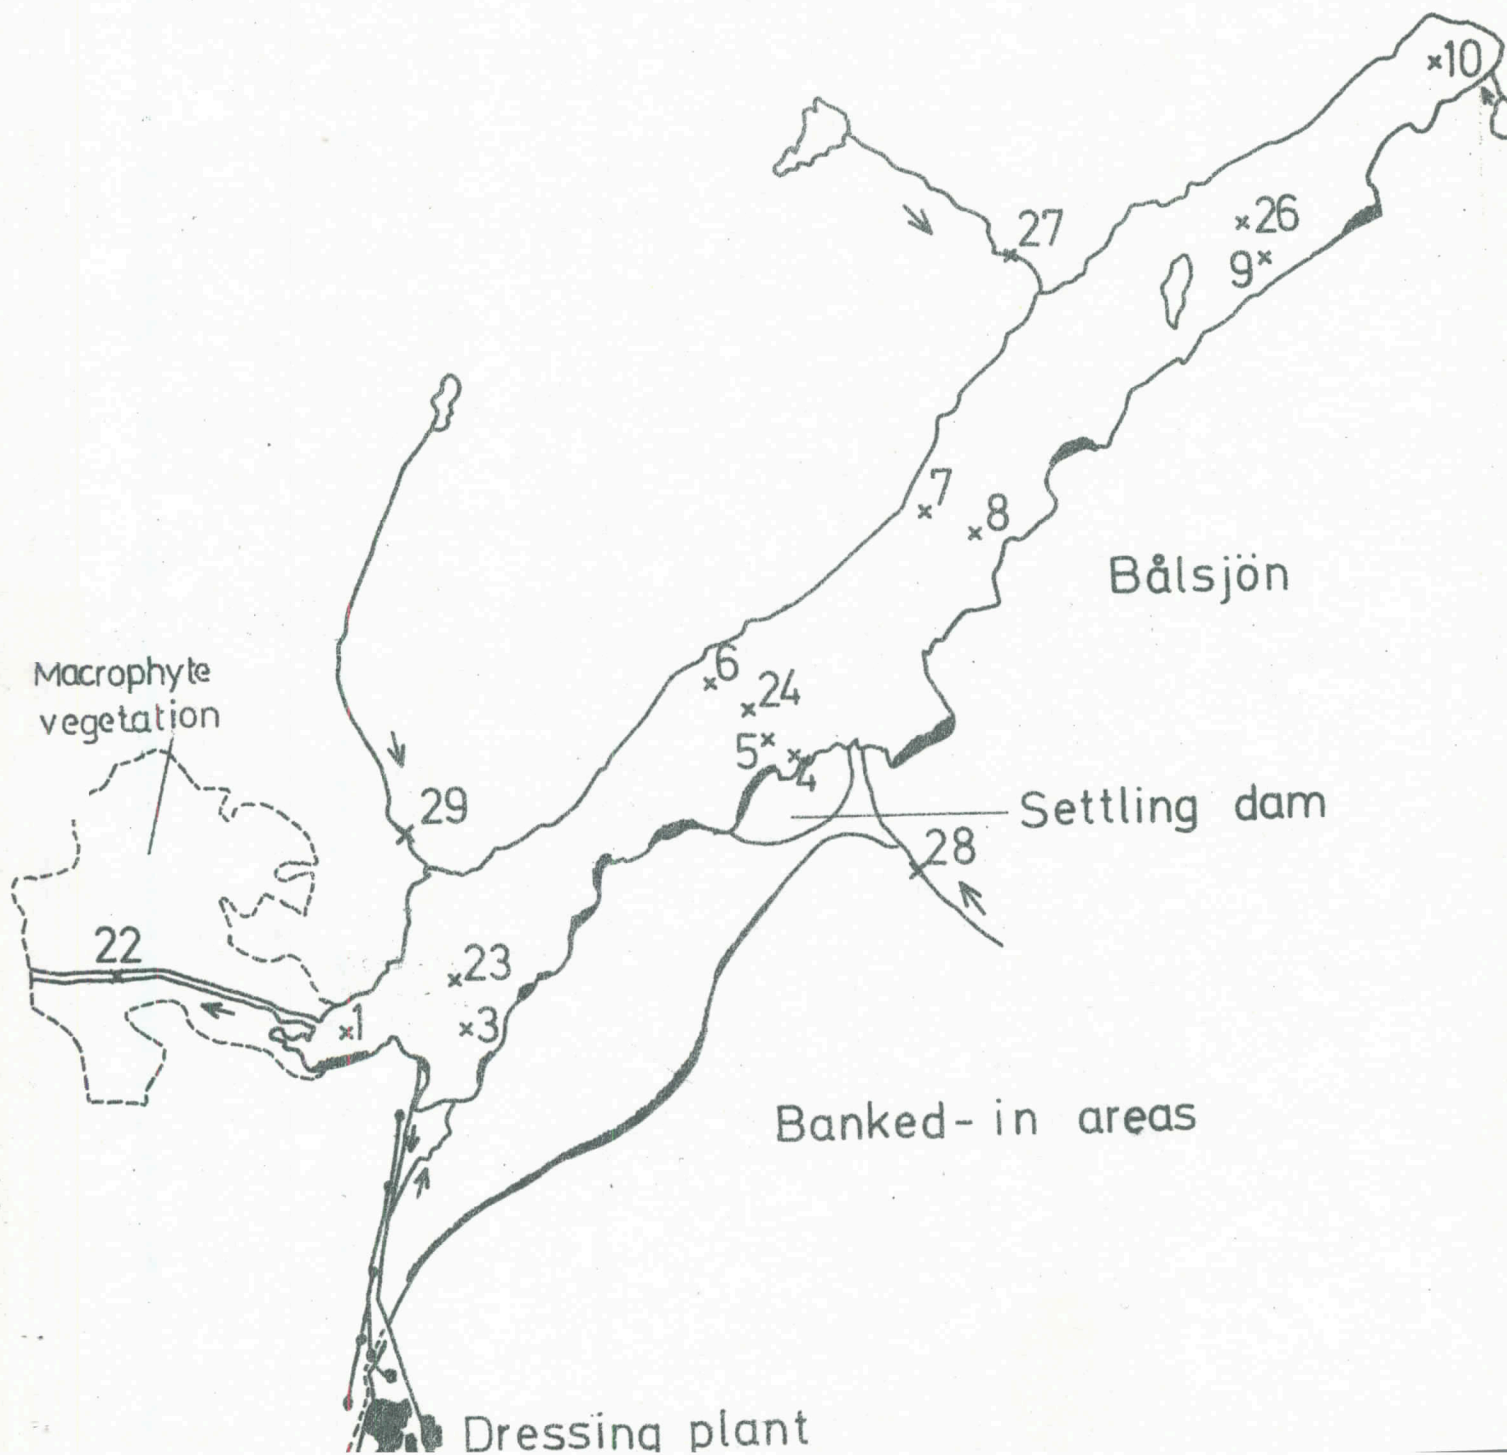 10
27
26
9
7
8
Bålsjön
6
Macrophyte
vegetation
24
5
4
29
Settling dam
28
22
23
1
3
Banked-in areas
Dressing plant